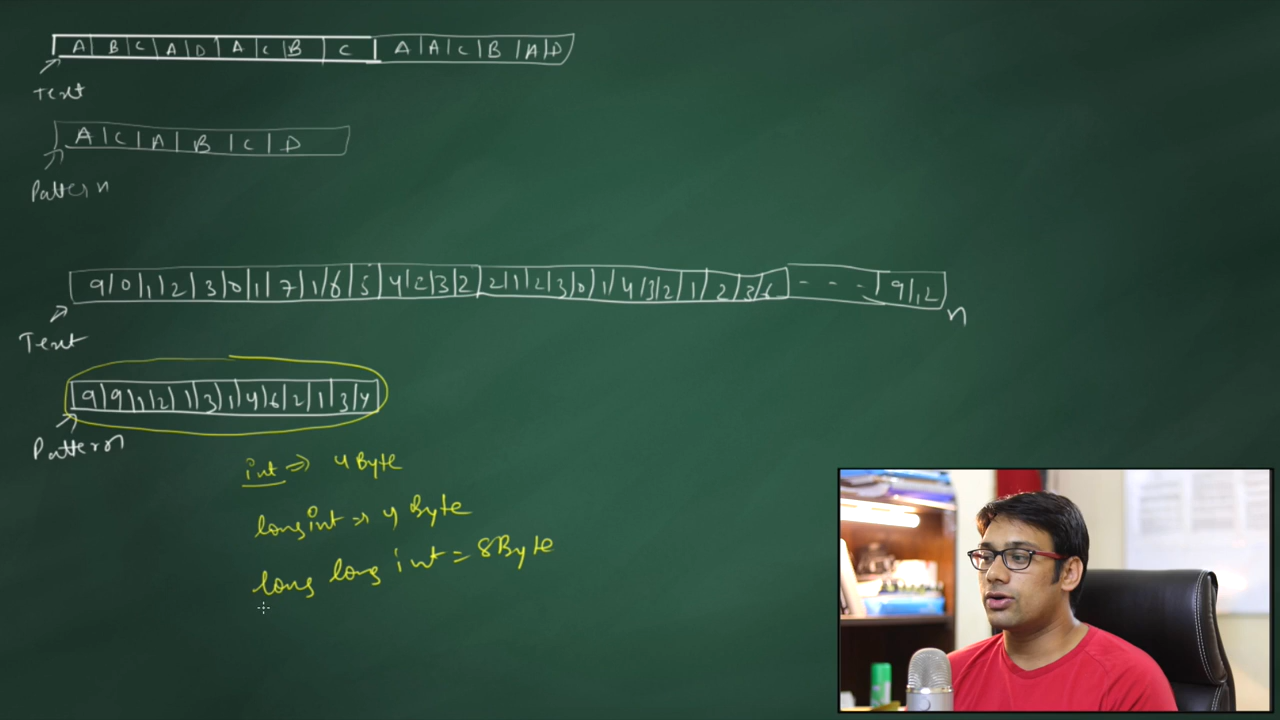 A B C A D A C B C A A C B A D
Text
A C A B C D
Pattern
9 0 1 2 3 0 1 7 1 6 5 4 2 3 2 2 1 2 3 0 1 4 3 2 1 2 3 6 - - - 9 1 2
n
Text
9 9 1 2 1 3 1 4 6 2 1 3 4
Pattern
int => 4 Byte
long int => 4 Byte
long long int = 8 Byte